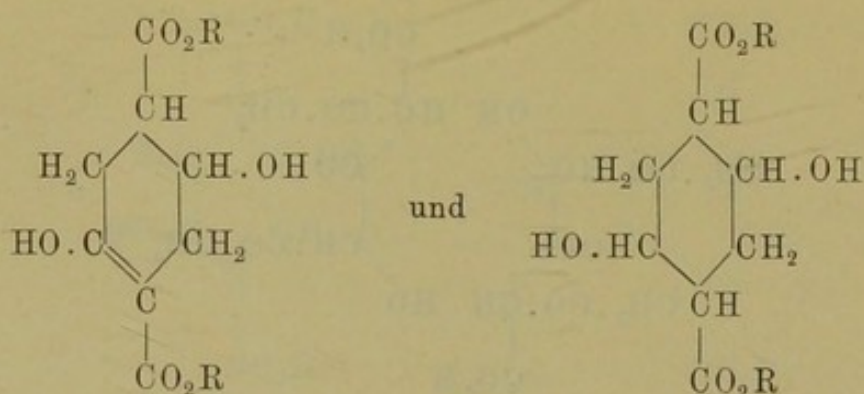 CO₂R CO₂R
CH CH
H₂C CH.OH H₂C CH.OH
und
HO.C CH₂ HO.HC CH₂
C CH
CO₂R CO₂R